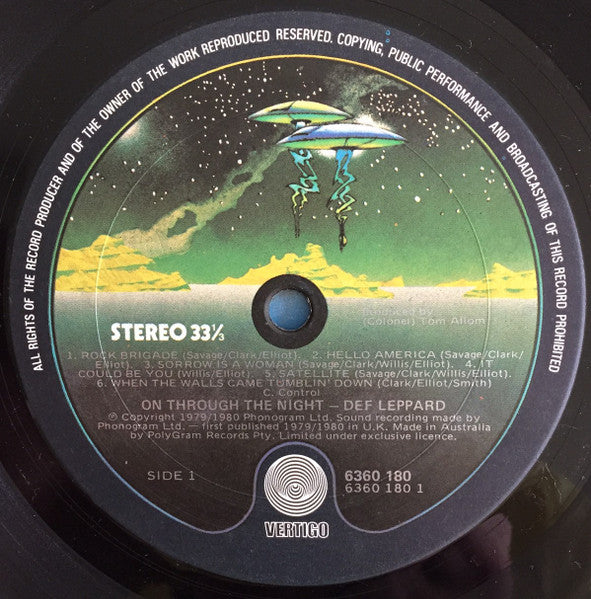 ALL RIGHTS OF THE RECORD PRODUCER AND OF THE OWNER OF THE WORK REPRODUCED RESERVED. COPYING, PUBLIC PERFORMANCE AND BROADCASTING OF THIS RECORD PROHIBITED
Produced by
(Colonel) Tom Allom
STEREO 33⅓
1. ROCK BRIGADE (Savage/Clark/Elliot). 2. HELLO AMERICA (Savage/Clark/
Elliot). 3. SORROW IS A WOMAN (Savage/Clark/Willis/Elliot). 4. IT
COULD BE YOU (Willis/Elliot). 5. SATELLITE (Savage/Clark/Willis/Elliot).
6. WHEN THE WALLS CAME TUMBLIN' DOWN (Clark/Elliot/Smith)
C. Control
ON THROUGH THE NIGHT – DEF LEPPARD
℗ Copyright 1979/1980 Phonogram Ltd. Sound recording made by
Phonogram Ltd. — first published 1979/1980 in U.K. Made in Australia
by PolyGram Records Pty. Limited under exclusive licence.
SIDE 1
6360 180
6360 180 1
VERTIGO